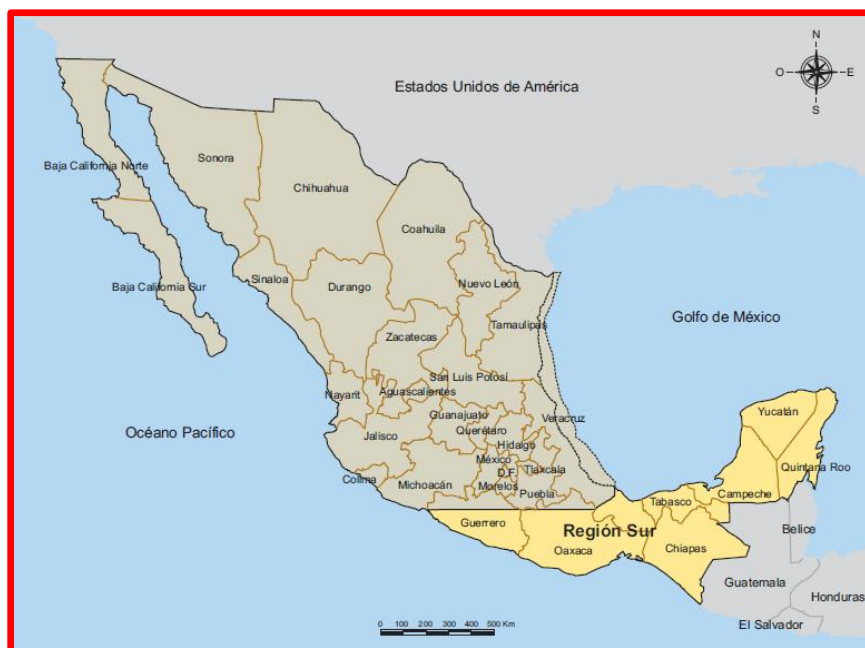 N
O
E
S
Estados Unidos de América
Baja California Norte
Sonora
Chihuahua
Coahuila
Baja California Sur
Sinaloa
Durango
Nuevo León
Tamaulipas
Golfo de México
Zacatecas
San Luis Potosí
Nayarit
Aguascalientes
Océano Pacífico
Guanajuato
Veracruz
Yucatán
Jalisco
Querétaro
Hidalgo
México
Tlaxcala
Quintana Roo
Colima
Michoacán
D.F.
Morelos
Puebla
Campeche
Tabasco
Guerrero
Región Sur
Oaxaca
Chiapas
Belice
Guatemala
Honduras
El Salvador
0 100 200 300 400 500 Km